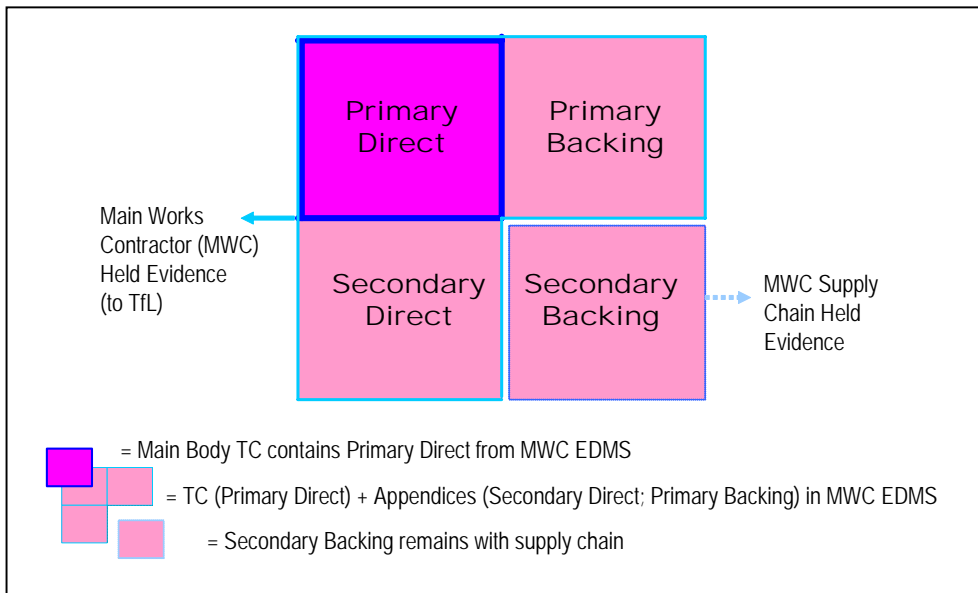 Primary
Direct
Primary
Backing
Main Works
Contractor (MWC)
Held Evidence
(to TfL)
Secondary
Direct
Secondary
Backing
MWC Supply
Chain Held
Evidence
= Main Body TC contains Primary Direct from MWC EDMS
= TC (Primary Direct) + Appendices (Secondary Direct; Primary Backing) in MWC EDMS
= Secondary Backing remains with supply chain